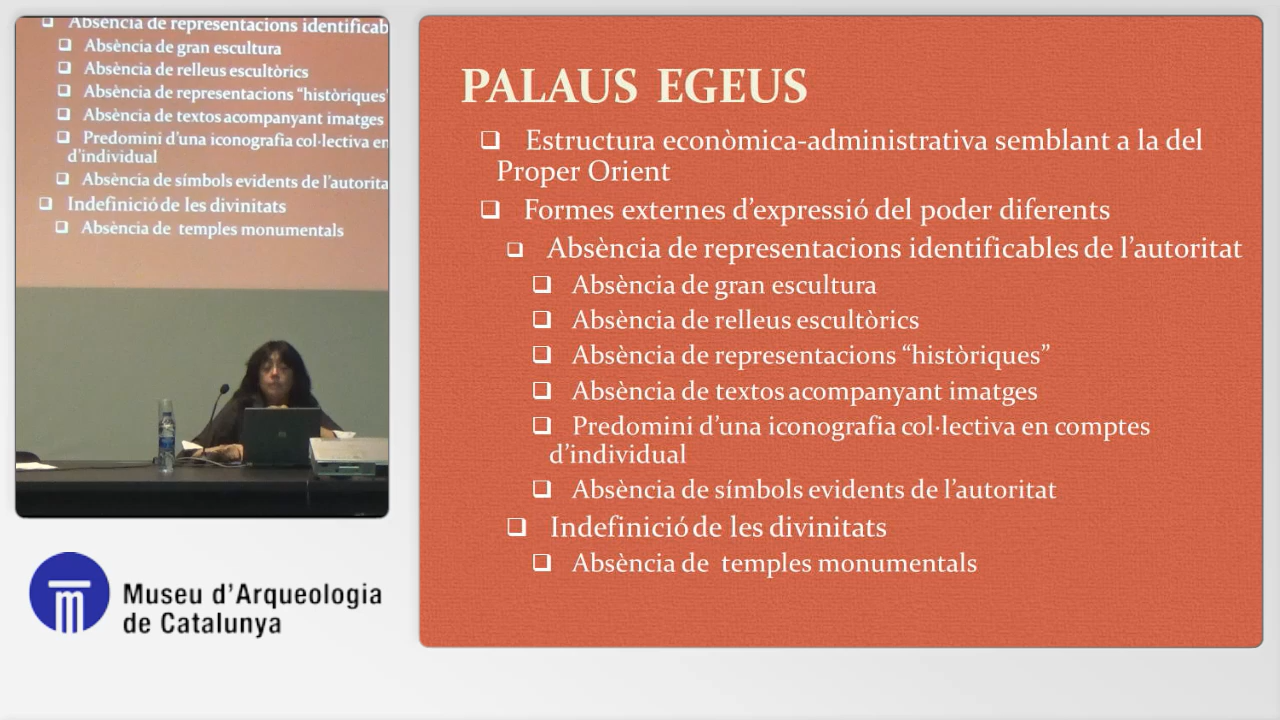 Absència de representacions identificab
Absència de gran escultura
Absència de relleus escultòrics
Absència de representacions “històriques”
Absència de textos acompanyant imatges
Predomini d’una iconografia col·lectiva en
d’individual
Absència de símbols evidents de l’autorita
Indefinició de les divinitats
Absència de temples monumentals
Museu d’Arqueologia
de Catalunya
PALAUS EGEUS
Estructura econòmica-administrativa semblant a la del
Proper Orient
Formes externes d’expressió del poder diferents
Absència de representacions identificables de l’autoritat
Absència de gran escultura
Absència de relleus escultòrics
Absència de representacions “històriques”
Absència de textos acompanyant imatges
Predomini d’una iconografia col·lectiva en comptes
d’individual
Absència de símbols evidents de l’autoritat
Indefinició de les divinitats
Absència de temples monumentals